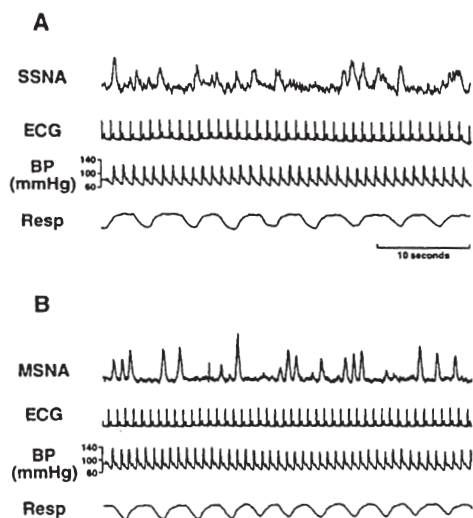 A
SSNA
ECG
BP
(mmHg)
140
100
60
Resp
10 seconds
B
MSNA
ECG
BP
(mmHg)
140
100
60
Resp